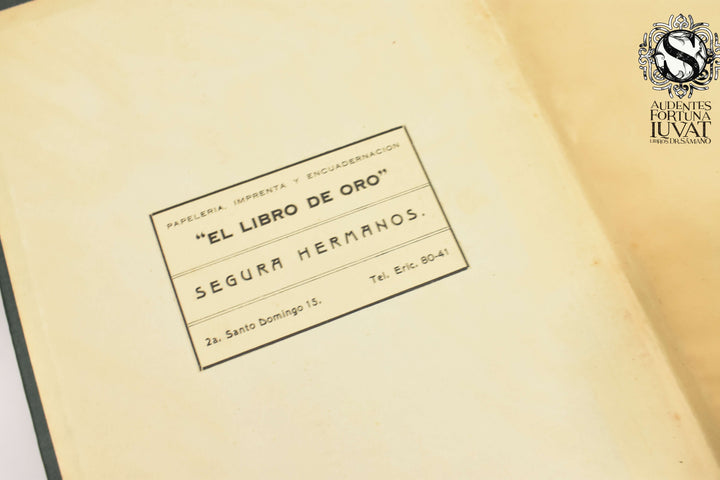 PAPELERIA, IMPRENTA Y ENCUADERNACION
"EL LIBRO DE ORO"
SEGURA HERMANOS.
2a. Santo Domingo 15. Tel. Eric. 80-41
S
AUDENTES
FORTUNA
IUVAT
LIBROS DR. SÁMANO